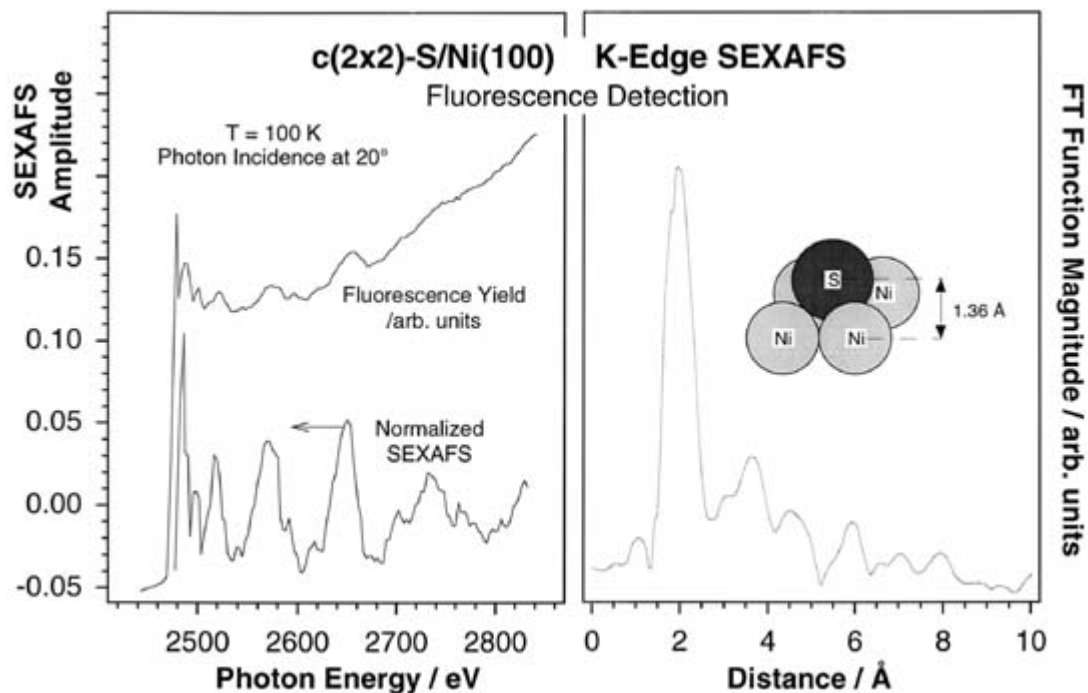 c(2x2)-S/Ni(100) K-Edge SEXAFS
Fluorescence Detection
SEXAFS
Amplitude
T = 100 K
Photon Incidence at 20°
0.15
0.10
0.05
0.00
-0.05
Fluorescence Yield
/arb. units
Normalized
SEXAFS
2500 2600 2700 2800
Photon Energy / eV
S
Ni
Ni
Ni
1.36 Å
0 2 4 6 8 10
Distance / Å
FT Function Magnitude / arb. units